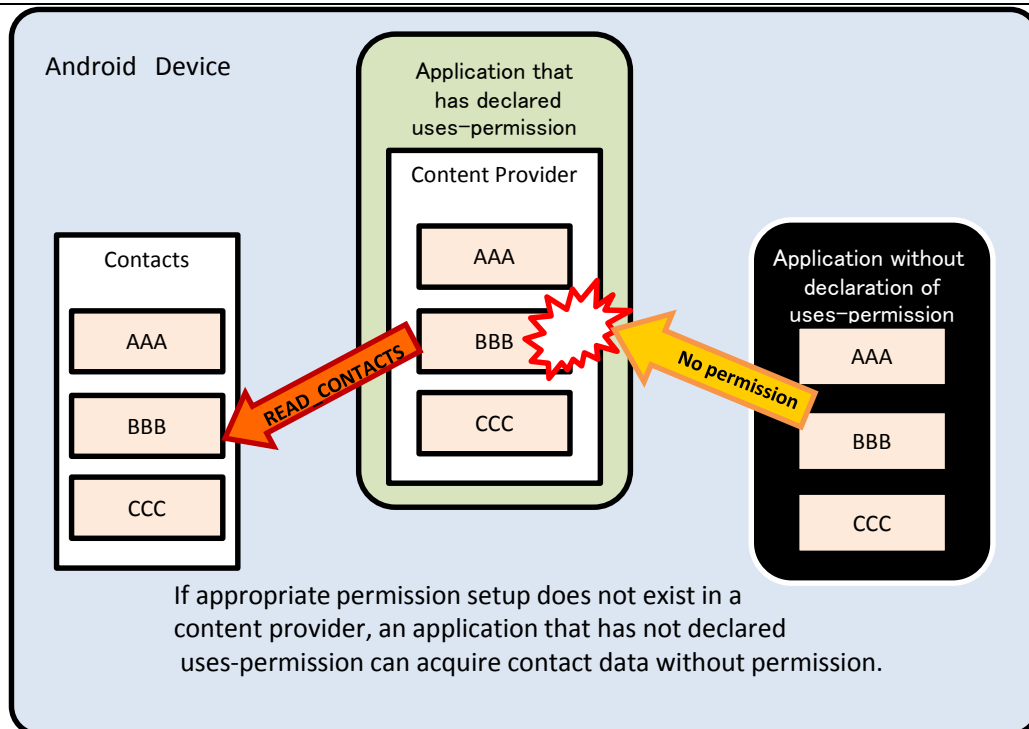 Android Device
Application that
has declared
uses-permission
Content Provider
AAA
BBB
CCC
Contacts
AAA
BBB
CCC
READ_CONTACTS
No permission
Application without
declaration of
uses-permission
AAA
BBB
CCC
If appropriate permission setup does not exist in a
content provider, an application that has not declared
uses-permission can acquire contact data without permission.